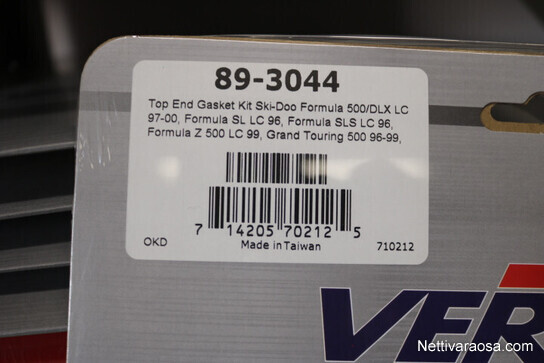 89-3044
Top End Gasket Kit Ski-Doo Formula 500/DLX LC
97-00, Formula SL LC 96, Formula SLS LC 96,
Formula Z 500 LC 99, Grand Touring 500 96-99,
7 14205 70212 5
OKD Made in Taiwan 710212
VER
Nettivaraosa.com